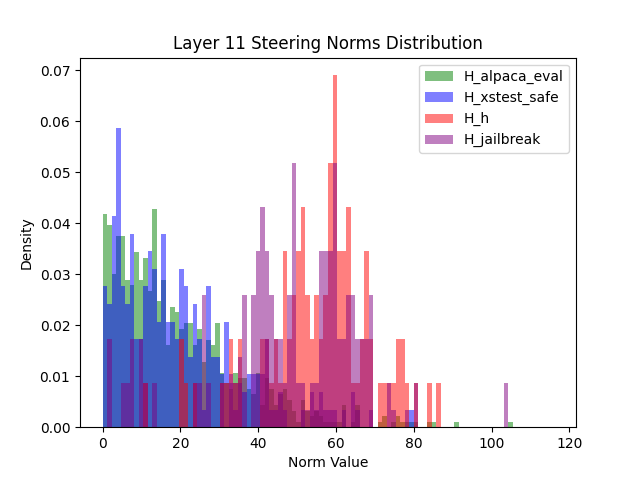 Layer 11 Steering Norms Distribution
H_alpaca_eval
H_xstest_safe
H_h
H_jailbreak
0.07
0.06
0.05
0.04
0.03
0.02
0.01
0.00
Density
0 20 40 60 80 100 120
Norm Value